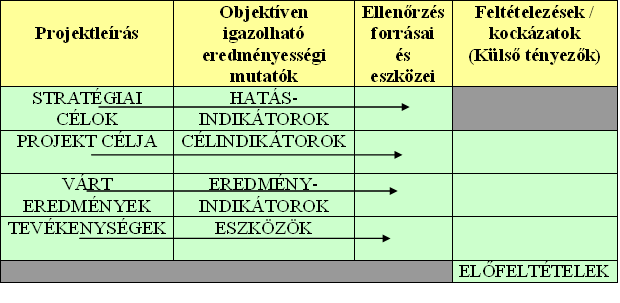 Projektleírás
Objektíven
igazolható
eredményességi
mutatók
Ellenőrzés
forrásai
és
eszközei
Feltételezések /
kockázatok
(Külső tényezők)
STRATÉGIAI
CÉLOK
HATÁS-
INDIKÁTOROK
PROJEKT CÉLJA
CÉLINDIKÁTOROK
VÁRT
EREDMÉNYEK
EREDMÉNY-
INDIKÁTOROK
TEVÉKENYSÉGEK
ESZKÖZÖK
ELŐFELTÉTELEK